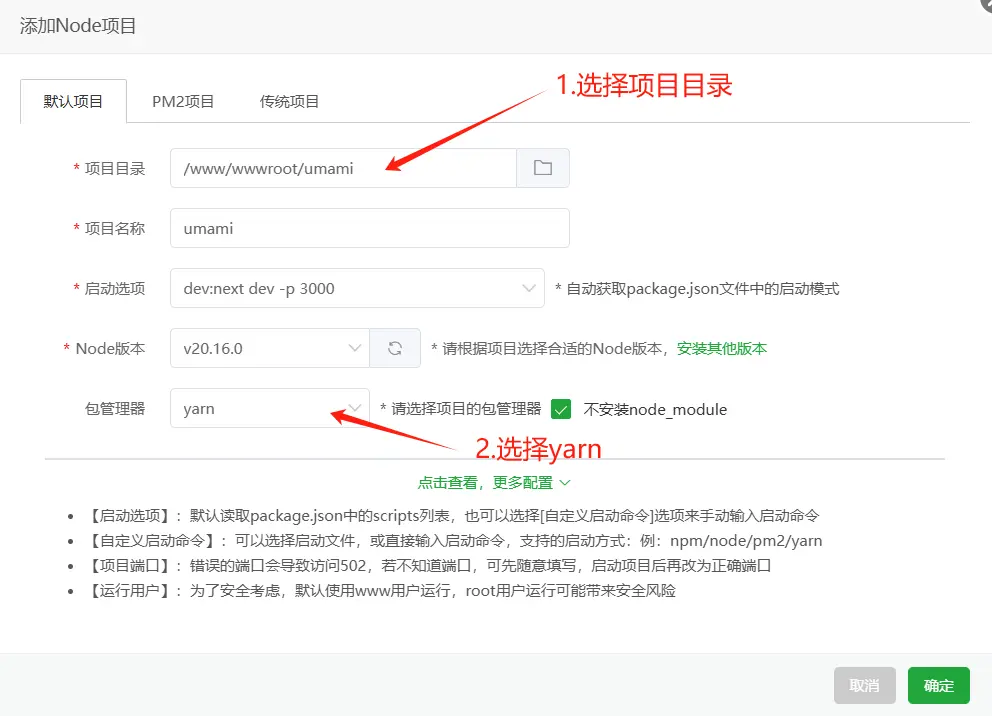 添加Node项目
1.选择项目目录
默认项目 PM2项目 传统项目
* 项目目录 /www/wwwroot/umami
* 项目名称 umami
* 启动选项 dev:next dev -p 3000 * 自动获取package.json文件中的启动模式
* Node版本 v20.16.0 * 请根据项目选择合适的Node版本，安装其他版本
包管理器 yarn * 请选择项目的包管理器 不安装node_module
2.选择yarn
点击查看，更多配置
• 【启动选项】：默认读取package.json中的scripts列表，也可以选择[自定义启动命令]选项来手动输入启动命令
• 【自定义启动命令】：可以选择启动文件，或直接输入启动命令，支持的启动方式：例：npm/node/pm2/yarn
• 【项目端口】：错误的端口会导致访问502，若不知道端口，可先随意填写，启动项目后再改为正确端口
• 【运行用户】：为了安全考虑，默认使用www用户运行，root用户运行可能带来安全风险
取消 确定